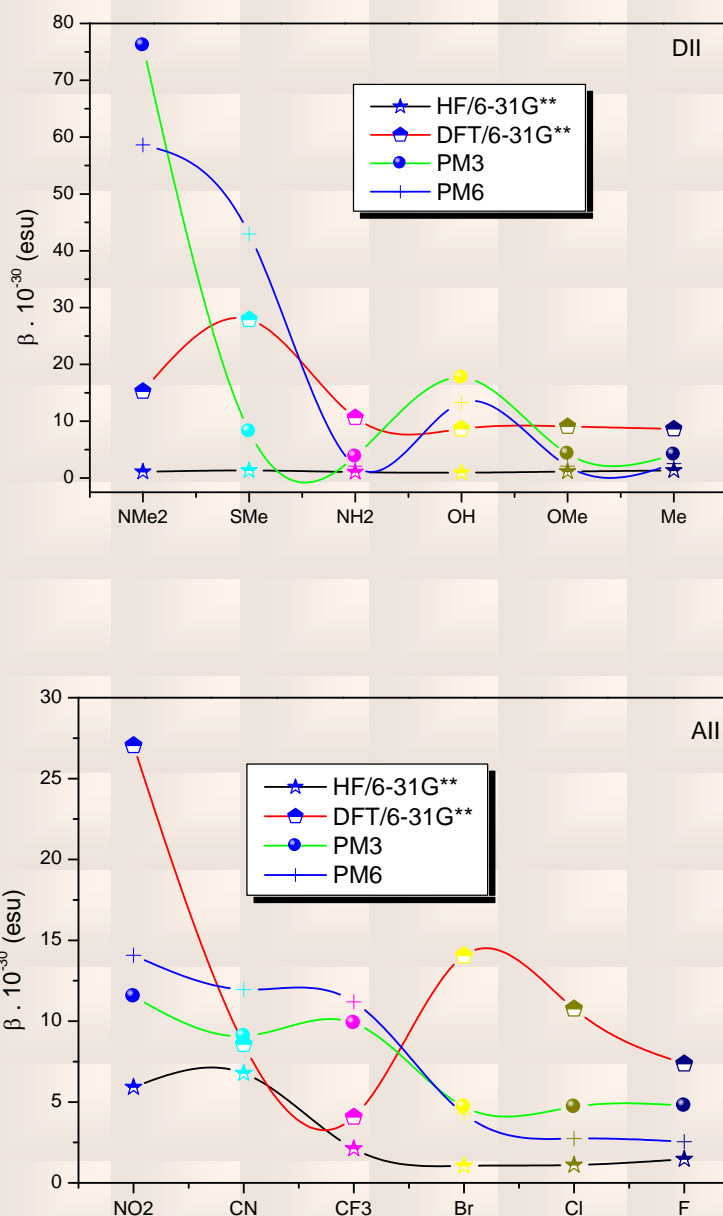 DII
80
70
60
50
40
30
20
10
0
β . 10⁻³⁰ (esu)
HF/6-31G**
DFT/6-31G**
PM3
PM6
NMe2 SMe NH2 OH OMe Me
AII
30
25
20
15
10
5
0
β . 10⁻³⁰ (esu)
HF/6-31G**
DFT/6-31G**
PM3
PM6
NO2 CN CF3 Br Cl F